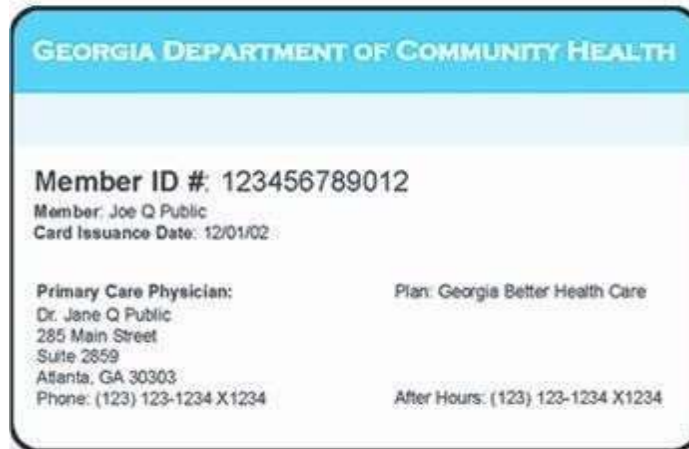 GEORGIA DEPARTMENT OF COMMUNITY HEALTH
Member ID #: 123456789012
Member: Joe Q Public
Card Issuance Date: 12/01/02
Primary Care Physician:
Dr. Jane Q Public
285 Main Street
Suite 2859
Atlanta, GA 30303
Phone: (123) 123-1234 X1234
Plan: Georgia Better Health Care
After Hours: (123) 123-1234 X1234